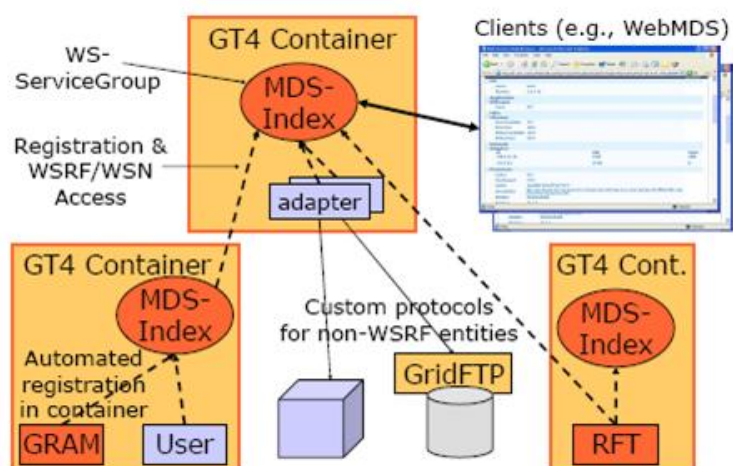 GT4 Container
Clients (e.g., WebMDS)
WS-
ServiceGroup
MDS-
Index
Registration &
WSRF/WSN
Access
adapter
GT4 Container
MDS-
Index
Automated
registration
in container
GRAM
User
Custom protocols
for non-WSRF entities
GridFTP
GT4 Cont.
MDS-
Index
RFT